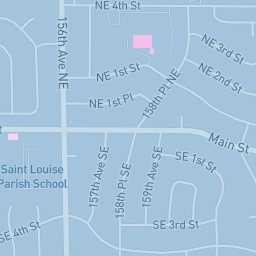 NE 4th St
156th Ave NE
NE 3rd St
NE 1st St
NE 2nd St
158th PL NE
NE 1st Pl
Main St
SE 1st St
Saint Louise
Parish School
157th Ave SE
158th PL SE
159th Ave SE
SE 4th St
SE 3rd St